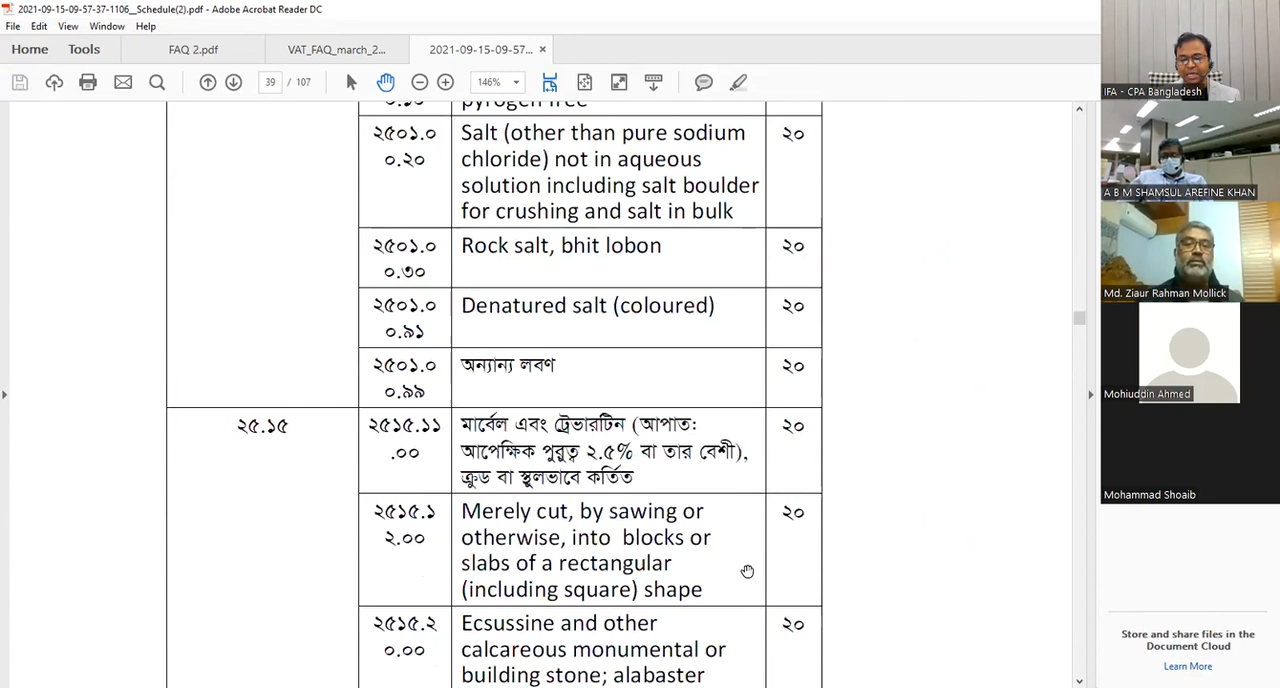 2021-09-15-09-57-37-1106__Schedule(2).pdf - Adobe Acrobat Reader DC
File Edit View Window Help
Home Tools FAQ 2.pdf VAT_FAQ_march_2... 2021-09-15-09-57... ×
39 / 107 146%
pyrogen free
২৫০১.০
০.২০
Salt (other than pure sodium
chloride) not in aqueous
solution including salt boulder
for crushing and salt in bulk
২০
২৫০১.০
০.৩০
Rock salt, bhit lobon
২০
২৫০১.০
০.৯১
Denatured salt (coloured)
২০
২৫০১.০
০.৯৯
অন্যান্য লবণ
২০
২৫.১৫
২৫১৫.১১
.০০
মার্বেল এবং ট্রেভারটিন (আপাত:
আপেক্ষিক পুরুত্ব ২.৫% বা তার বেশী),
ক্রুড বা স্থুলভাবে কর্তিত
২০
২৫১৫.১
২.০০
Merely cut, by sawing or
otherwise, into blocks or
slabs of a rectangular
(including square) shape
২০
২৫১৫.২
০.০০
Ecsussine and other
calcareous monumental or
building stone; alabaster
২০
IFA - CPA Bangladesh
A B M SHAMSUL AREFINE KHAN
Md. Ziaur Rahman Mollick
Mohiuddin Ahmed
Mohammad Shoaib
Store and share files in the
Document Cloud
Learn More